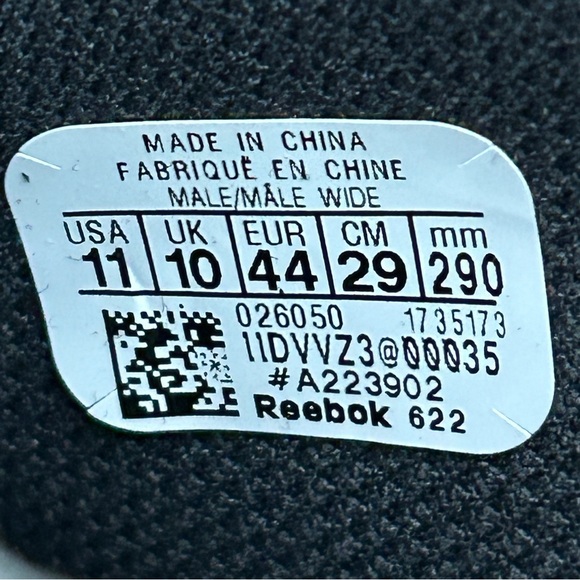 MADE IN CHINA
FABRIQUÉ EN CHINE
MALE/MÂLE WIDE
USA UK EUR CM mm
11 10 44 29 290
026050 1735173
1IDVVZ3@00035
#A223902
Reebok 622